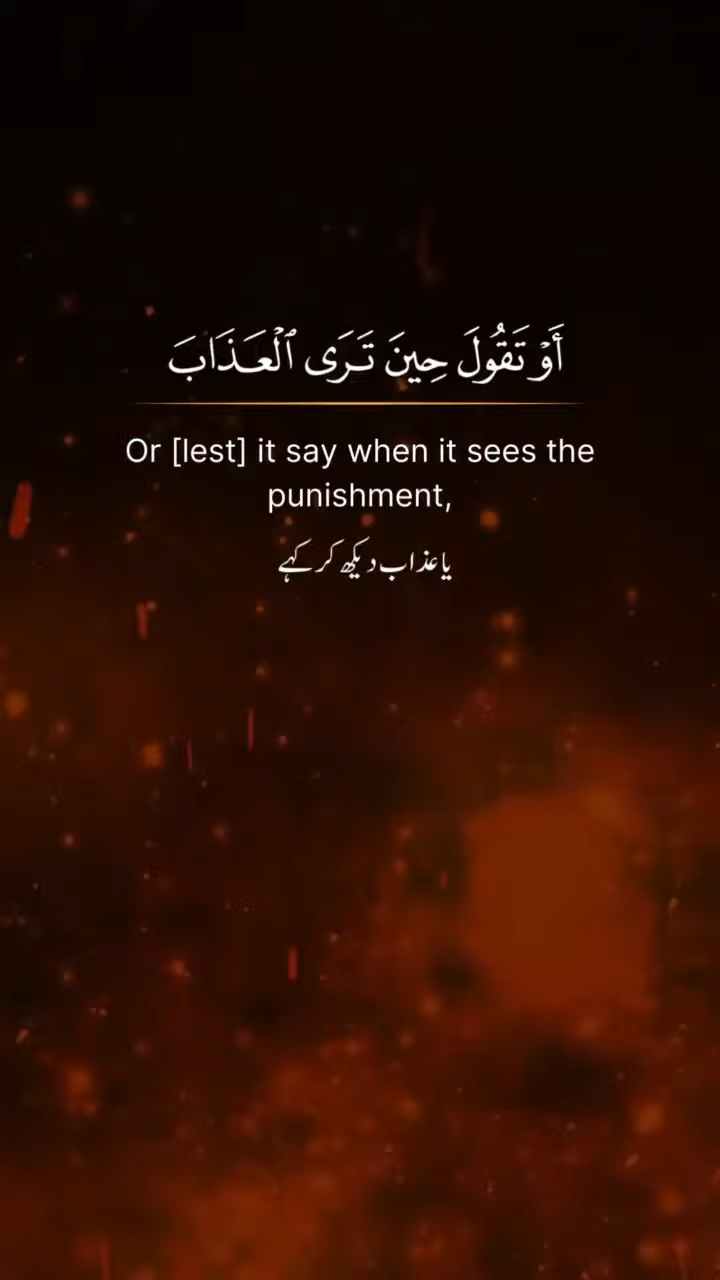 أَوۡ تَقُولَ حِينَ تَرَى ٱلۡعَذَابَ
Or [lest] it say when it sees the
punishment,
یا عذاب دیکھ کر کہے